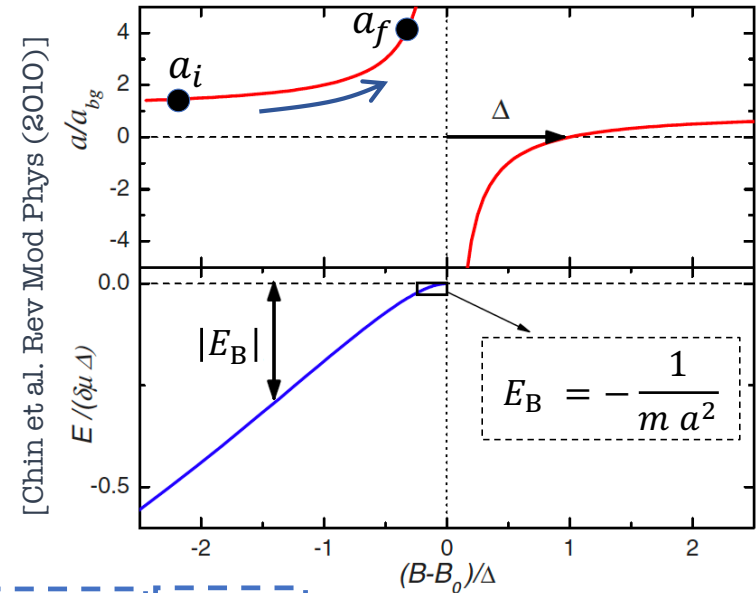 [Chin et al. Rev Mod Phys (2010)]
a/a_bg
4
2
0
-2
-4
a_i
a_f
Δ
E /(δμ Δ)
0.0
-0.5
|E_B|
E_B = - 1 / (m a²)
-2 -1 0 1 2
(B-B_0)/Δ